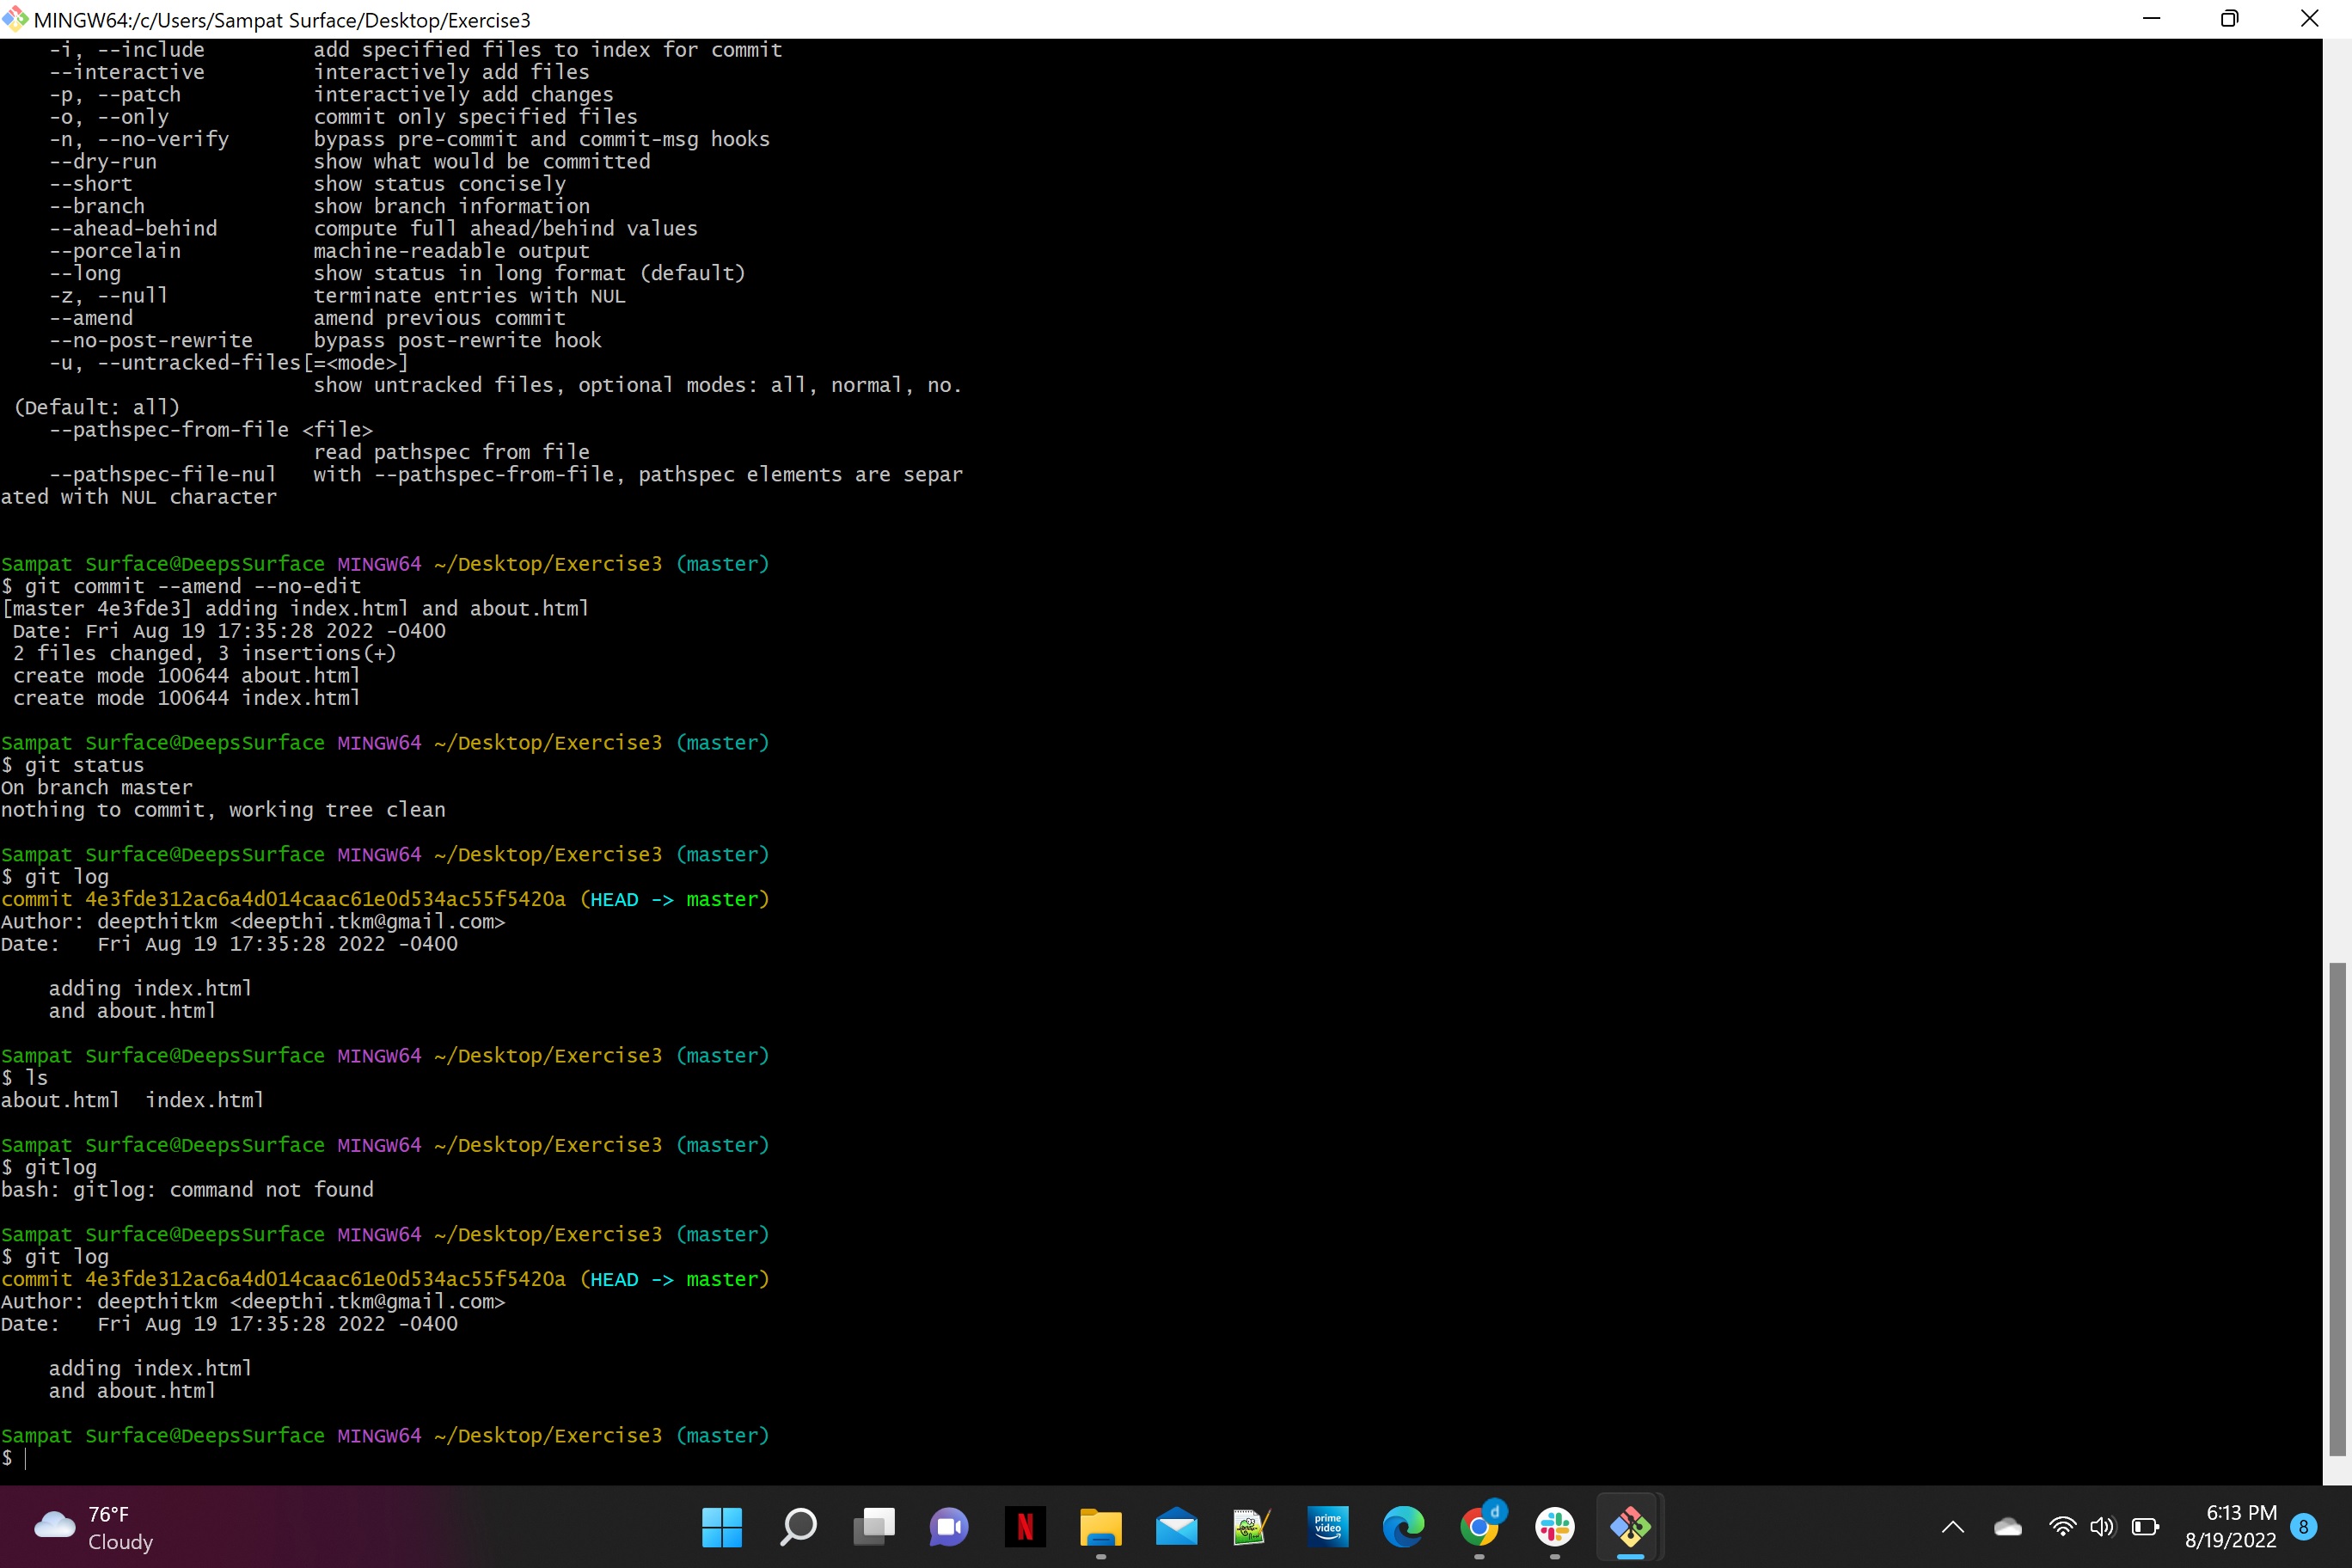 MINGW64:/c/Users/Sampat Surface/Desktop/Exercise3
    -i, --include         add specified files to index for commit
    --interactive         interactively add files
    -p, --patch           interactively add changes
    -o, --only            commit only specified files
    -n, --no-verify       bypass pre-commit and commit-msg hooks
    --dry-run             show what would be committed
    --short               show status concisely
    --branch              show branch information
    --ahead-behind        compute full ahead/behind values
    --porcelain           machine-readable output
    --long                show status in long format (default)
    -z, --null            terminate entries with NUL
    --amend               amend previous commit
    --no-post-rewrite     bypass post-rewrite hook
    -u, --untracked-files[=<mode>]
                          show untracked files, optional modes: all, normal, no.
 (Default: all)
    --pathspec-from-file <file>
                          read pathspec from file
    --pathspec-file-nul   with --pathspec-from-file, pathspec elements are separ
ated with NUL character
Sampat Surface@DeepsSurface MINGW64 ~/Desktop/Exercise3 (master)
$ git commit --amend --no-edit
[master 4e3fde3] adding index.html and about.html
 Date: Fri Aug 19 17:35:28 2022 -0400
 2 files changed, 3 insertions(+)
 create mode 100644 about.html
 create mode 100644 index.html
Sampat Surface@DeepsSurface MINGW64 ~/Desktop/Exercise3 (master)
$ git status
On branch master
nothing to commit, working tree clean
Sampat Surface@DeepsSurface MINGW64 ~/Desktop/Exercise3 (master)
$ git log
commit 4e3fde312ac6a4d014caac61e0d534ac55f5420a (HEAD -> master)
Author: deepthitkm <deepthi.tkm@gmail.com>
Date:   Fri Aug 19 17:35:28 2022 -0400
    adding index.html
    and about.html
Sampat Surface@DeepsSurface MINGW64 ~/Desktop/Exercise3 (master)
$ ls
about.html  index.html
Sampat Surface@DeepsSurface MINGW64 ~/Desktop/Exercise3 (master)
$ gitlog
bash: gitlog: command not found
Sampat Surface@DeepsSurface MINGW64 ~/Desktop/Exercise3 (master)
$ git log
commit 4e3fde312ac6a4d014caac61e0d534ac55f5420a (HEAD -> master)
Author: deepthitkm <deepthi.tkm@gmail.com>
Date:   Fri Aug 19 17:35:28 2022 -0400
    adding index.html
    and about.html
Sampat Surface@DeepsSurface MINGW64 ~/Desktop/Exercise3 (master)
$
76°F
Cloudy
N
prime
video
d
6:13 PM
8/19/2022
8